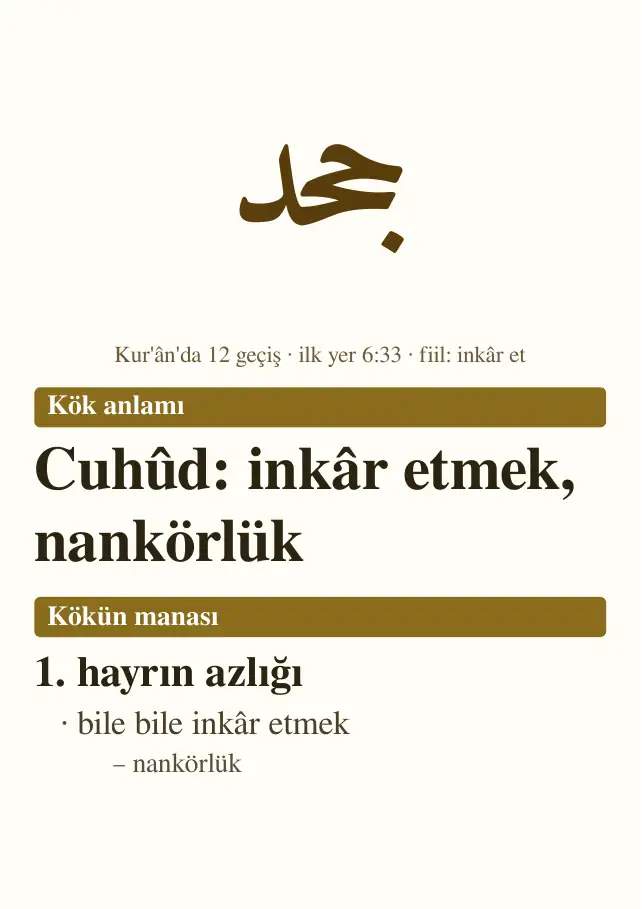 جحد
Kur'ân'da 12 geçiş · ilk yer 6:33 · fiil: inkâr et
Kök anlamı
Cuhûd: inkâr etmek,
nankörlük
Kökün manası
1. hayrın azlığı
· bile bile inkâr etmek
– nankörlük